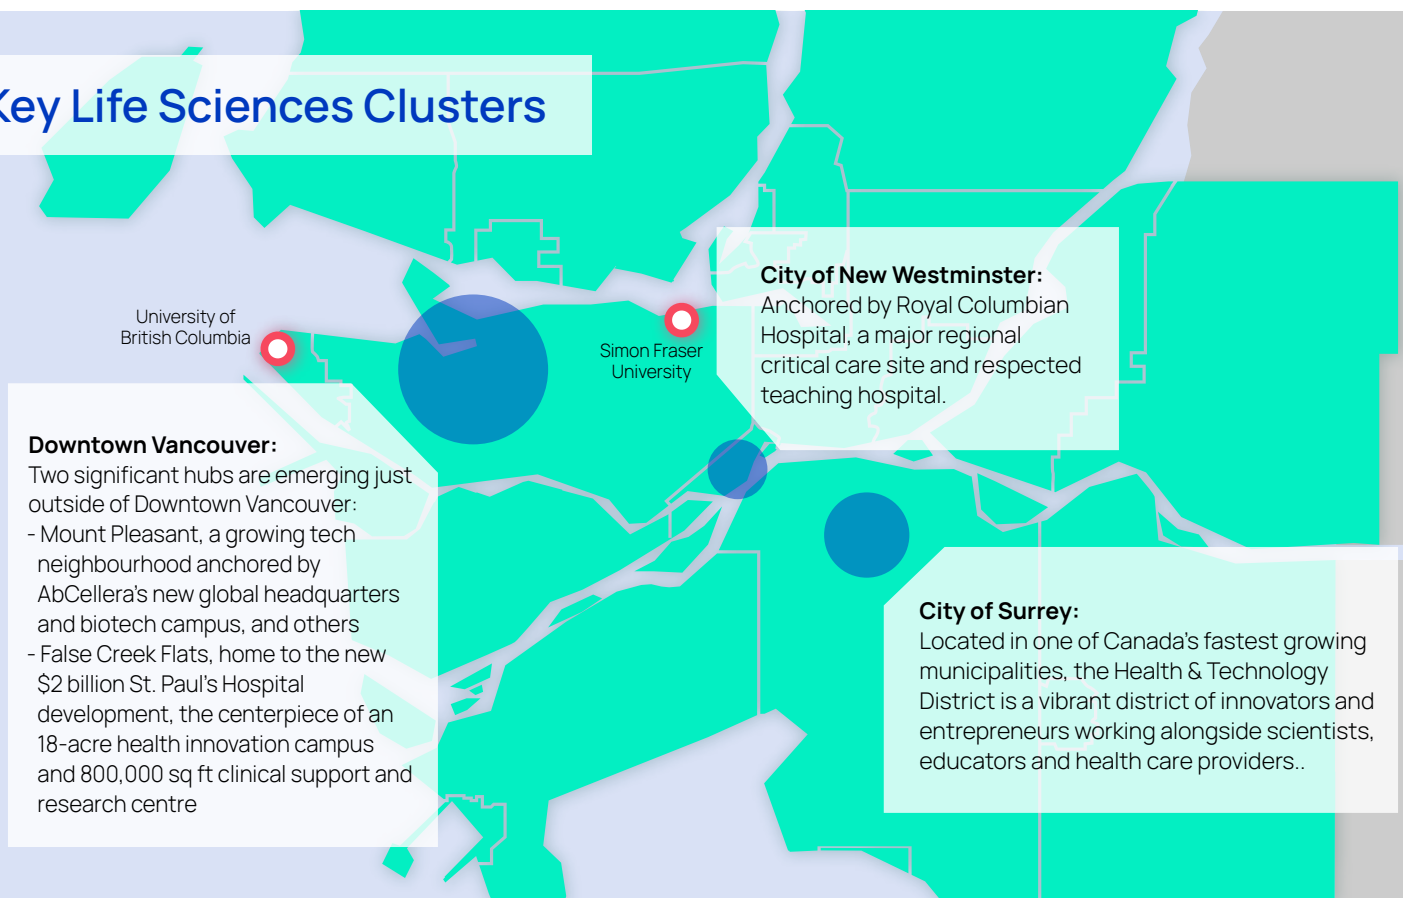 Key Life Sciences Clusters
University of
British Columbia
Simon Fraser
University
City of New Westminster:
Anchored by Royal Columbian
Hospital, a major regional
critical care site and respected
teaching hospital.
Downtown Vancouver:
Two significant hubs are emerging just
outside of Downtown Vancouver:
- Mount Pleasant, a growing tech
neighbourhood anchored by
AbCellera's new global headquarters
and biotech campus, and others
- False Creek Flats, home to the new
$2 billion St. Paul's Hospital
development, the centerpiece of an
18-acre health innovation campus
and 800,000 sq ft clinical support and
research centre
City of Surrey:
Located in one of Canada's fastest growing
municipalities, the Health & Technology
District is a vibrant district of innovators and
entrepreneurs working alongside scientists,
educators and health care providers..